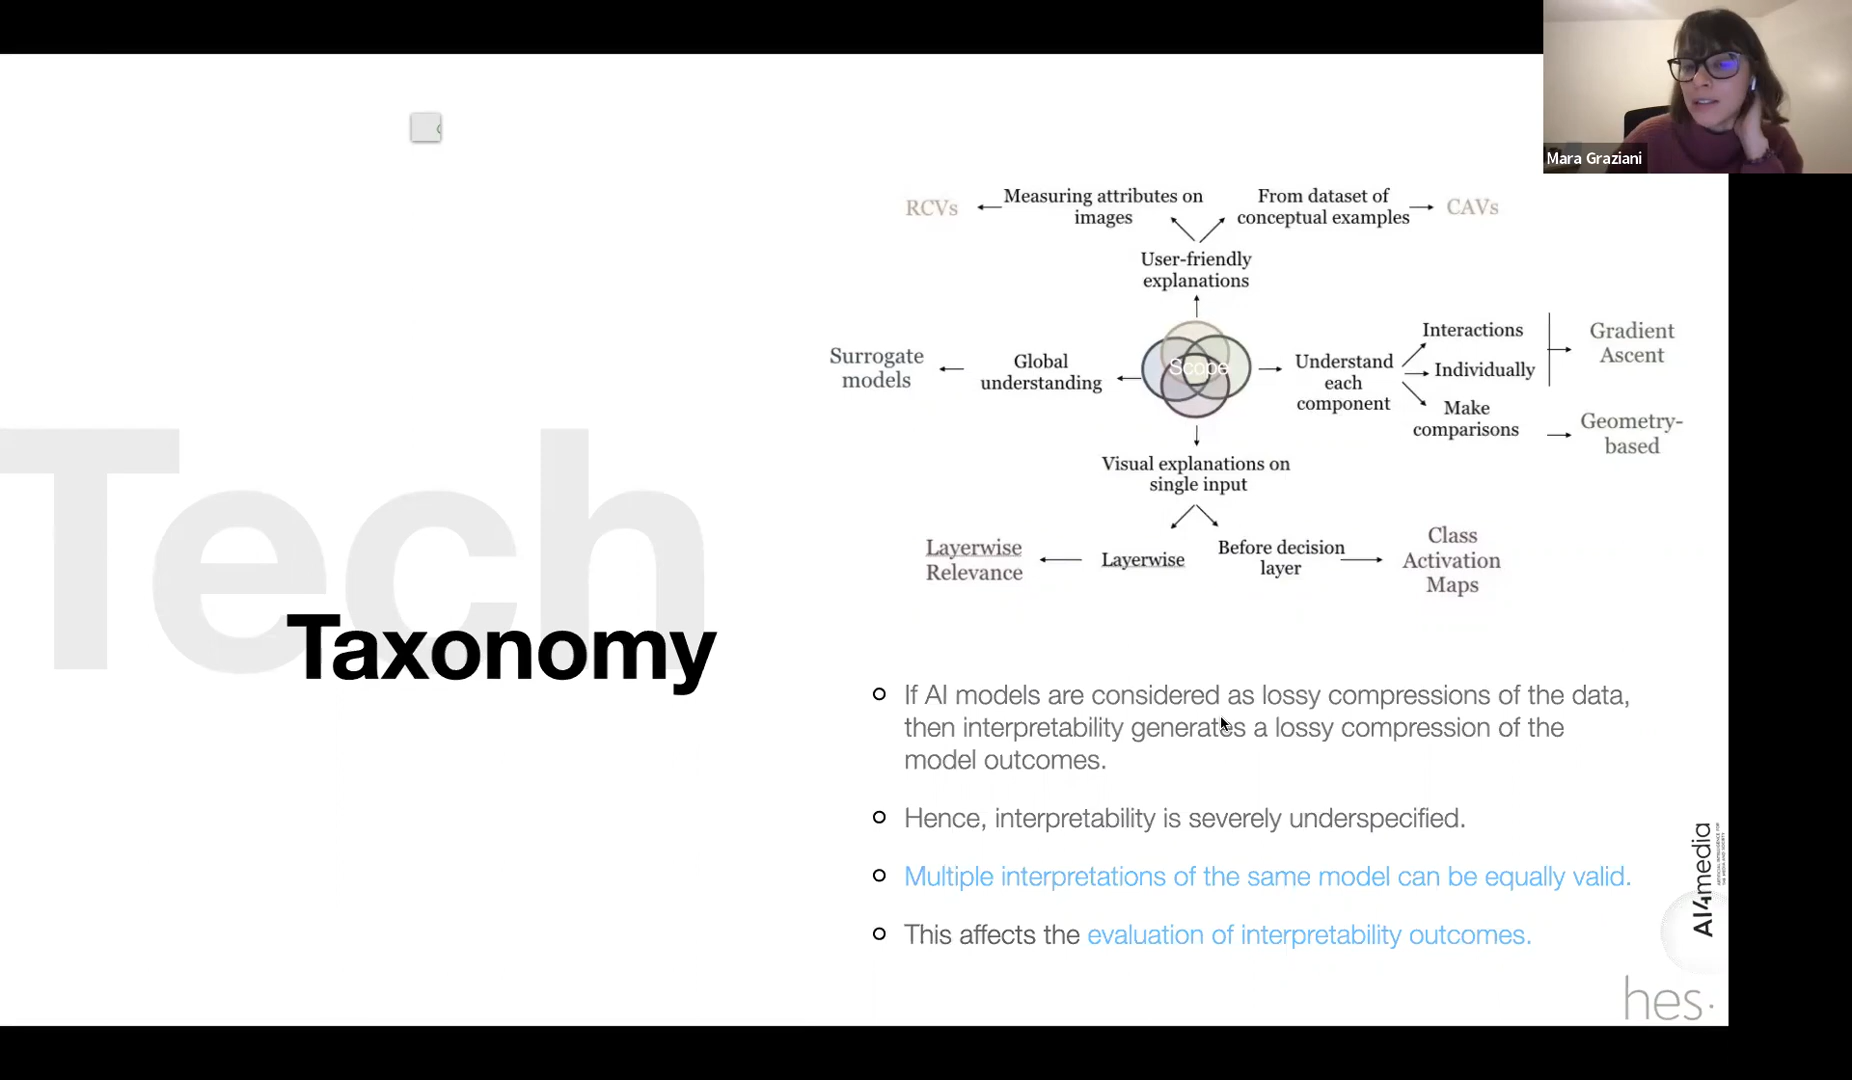 Mara Graziani
Tech
Taxonomy
RCVs
Measuring attributes on
images
From dataset of
conceptual examples
CAVs
User-friendly
explanations
Surrogate
models
Global
understanding
Scope
Understand
each
component
Interactions
Individually
Make
comparisons
Gradient
Ascent
Geometry-
based
Visual explanations on
single input
Layerwise
Relevance
Layerwise
Before decision
layer
Class
Activation
Maps
If AI models are considered as lossy compressions of the data,
then interpretability generates a lossy compression of the
model outcomes.
Hence, interpretability is severely underspecified.
Multiple interpretations of the same model can be equally valid.
This affects the evaluation of interpretability outcomes.
AI4media
hes.